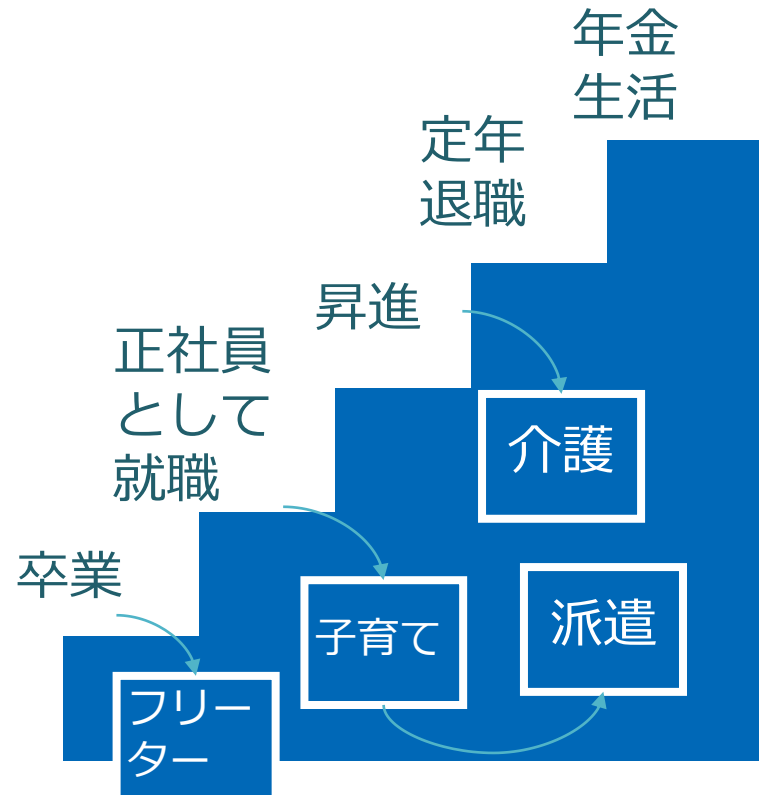 年金
生活
定年
退職
昇進
正社員
として
就職
卒業
介護
子育て
派遣
フリー
ター